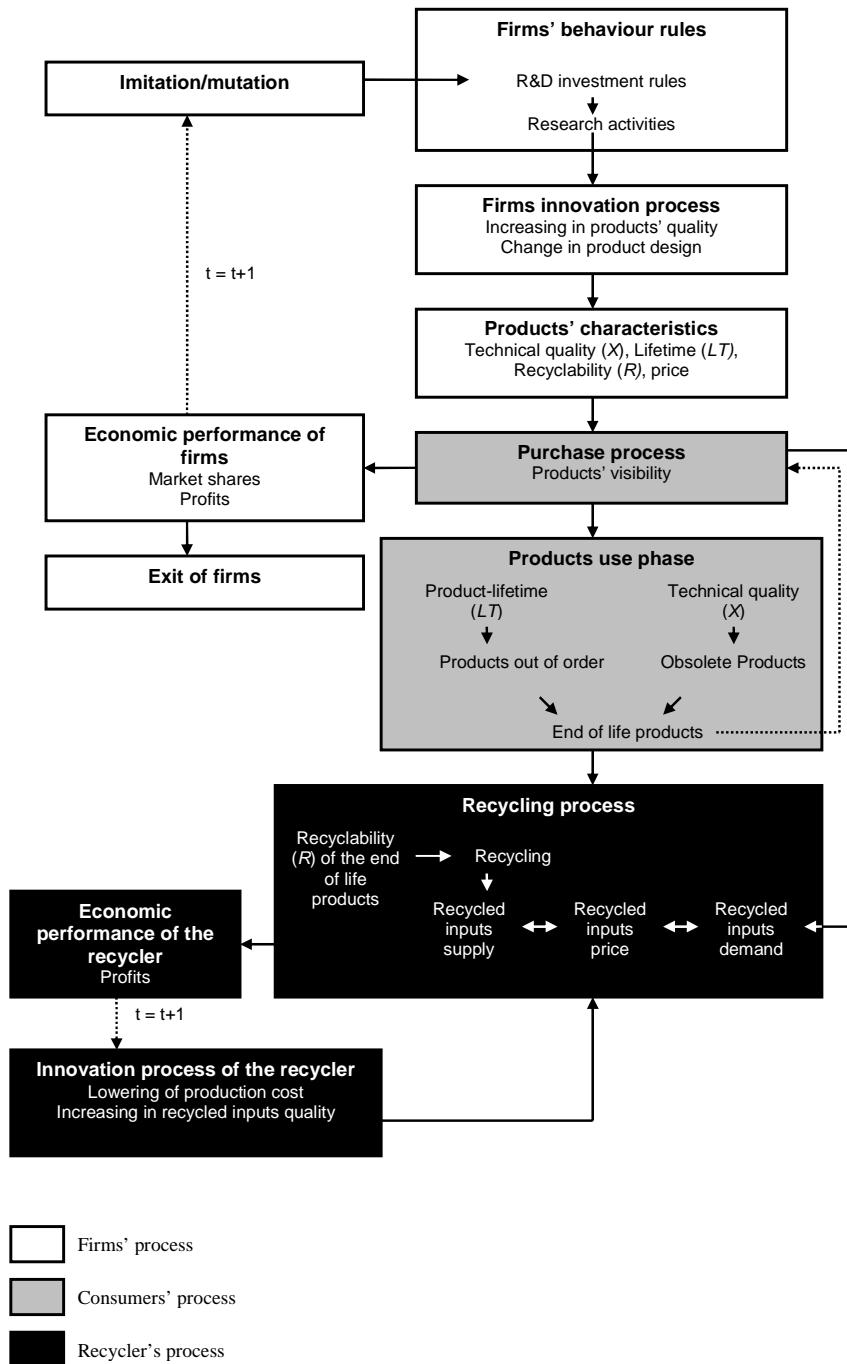 Firms' behaviour rules
R&D investment rules
Research activities
Imitation/mutation
Firms innovation process
Increasing in products' quality
Change in product design
t = t+1
Products' characteristics
Technical quality (X), Lifetime (LT),
Recyclability (R), price
Economic performance of
firms
Market shares
Profits
Purchase process
Products' visibility
Exit of firms
Products use phase
Product-lifetime
(LT)
Technical quality
(X)
Products out of order
Obsolete Products
End of life products
Recycling process
Recyclability
(R) of the end
of life
products
Recycling
Recycled
inputs
supply
Recycled
inputs
price
Recycled
inputs
demand
Economic
performance of the
recycler
Profits
t = t+1
Innovation process of the recycler
Lowering of production cost
Increasing in recycled inputs quality
Firms' process
Consumers' process
Recycler's process